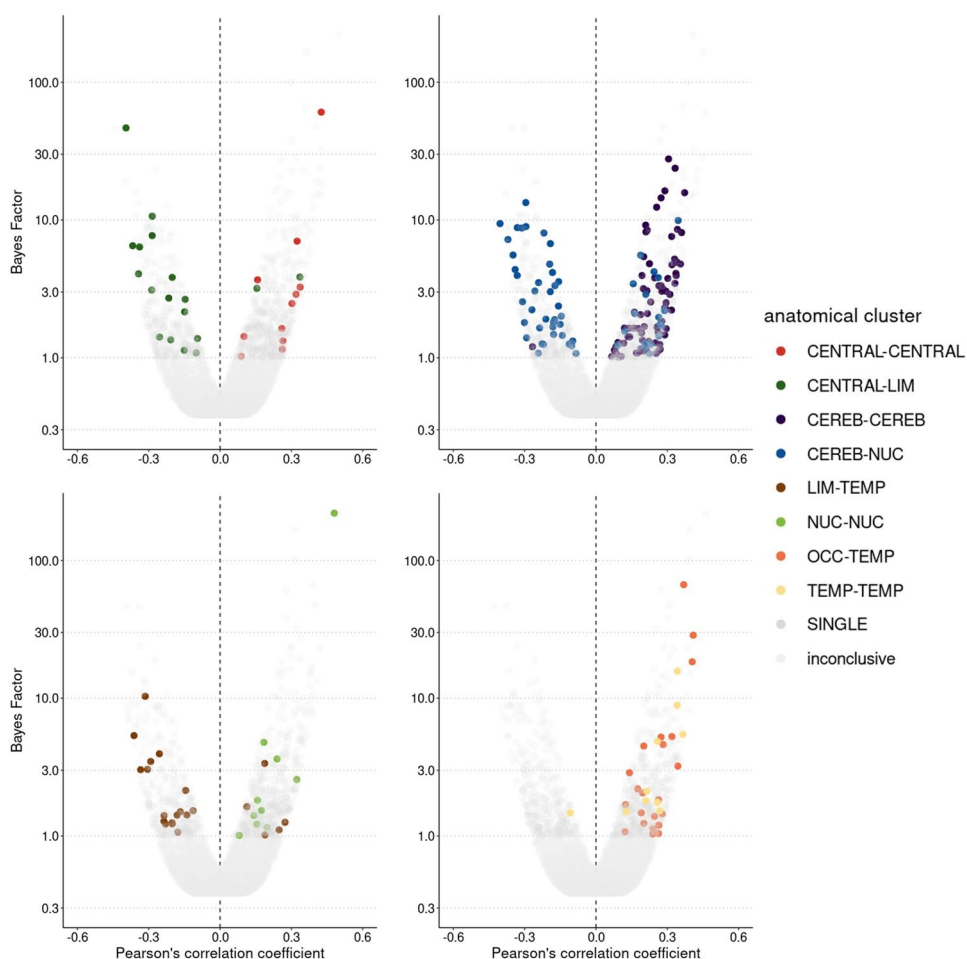 100.0
30.0
10.0
3.0
1.0
0.3
Bayes Factor
-0.6 -0.3 0.0 0.3 0.6
100.0
30.0
10.0
3.0
1.0
0.3
-0.6 -0.3 0.0 0.3 0.6
100.0
30.0
10.0
3.0
1.0
0.3
Bayes Factor
-0.6 -0.3 0.0 0.3 0.6
Pearson's correlation coefficient
100.0
30.0
10.0
3.0
1.0
0.3
-0.6 -0.3 0.0 0.3 0.6
Pearson's correlation coefficient
anatomical cluster
CENTRAL-CENTRAL
CENTRAL-LIM
CEREB-CEREB
CEREB-NUC
LIM-TEMP
NUC-NUC
OCC-TEMP
TEMP-TEMP
SINGLE
inconclusive